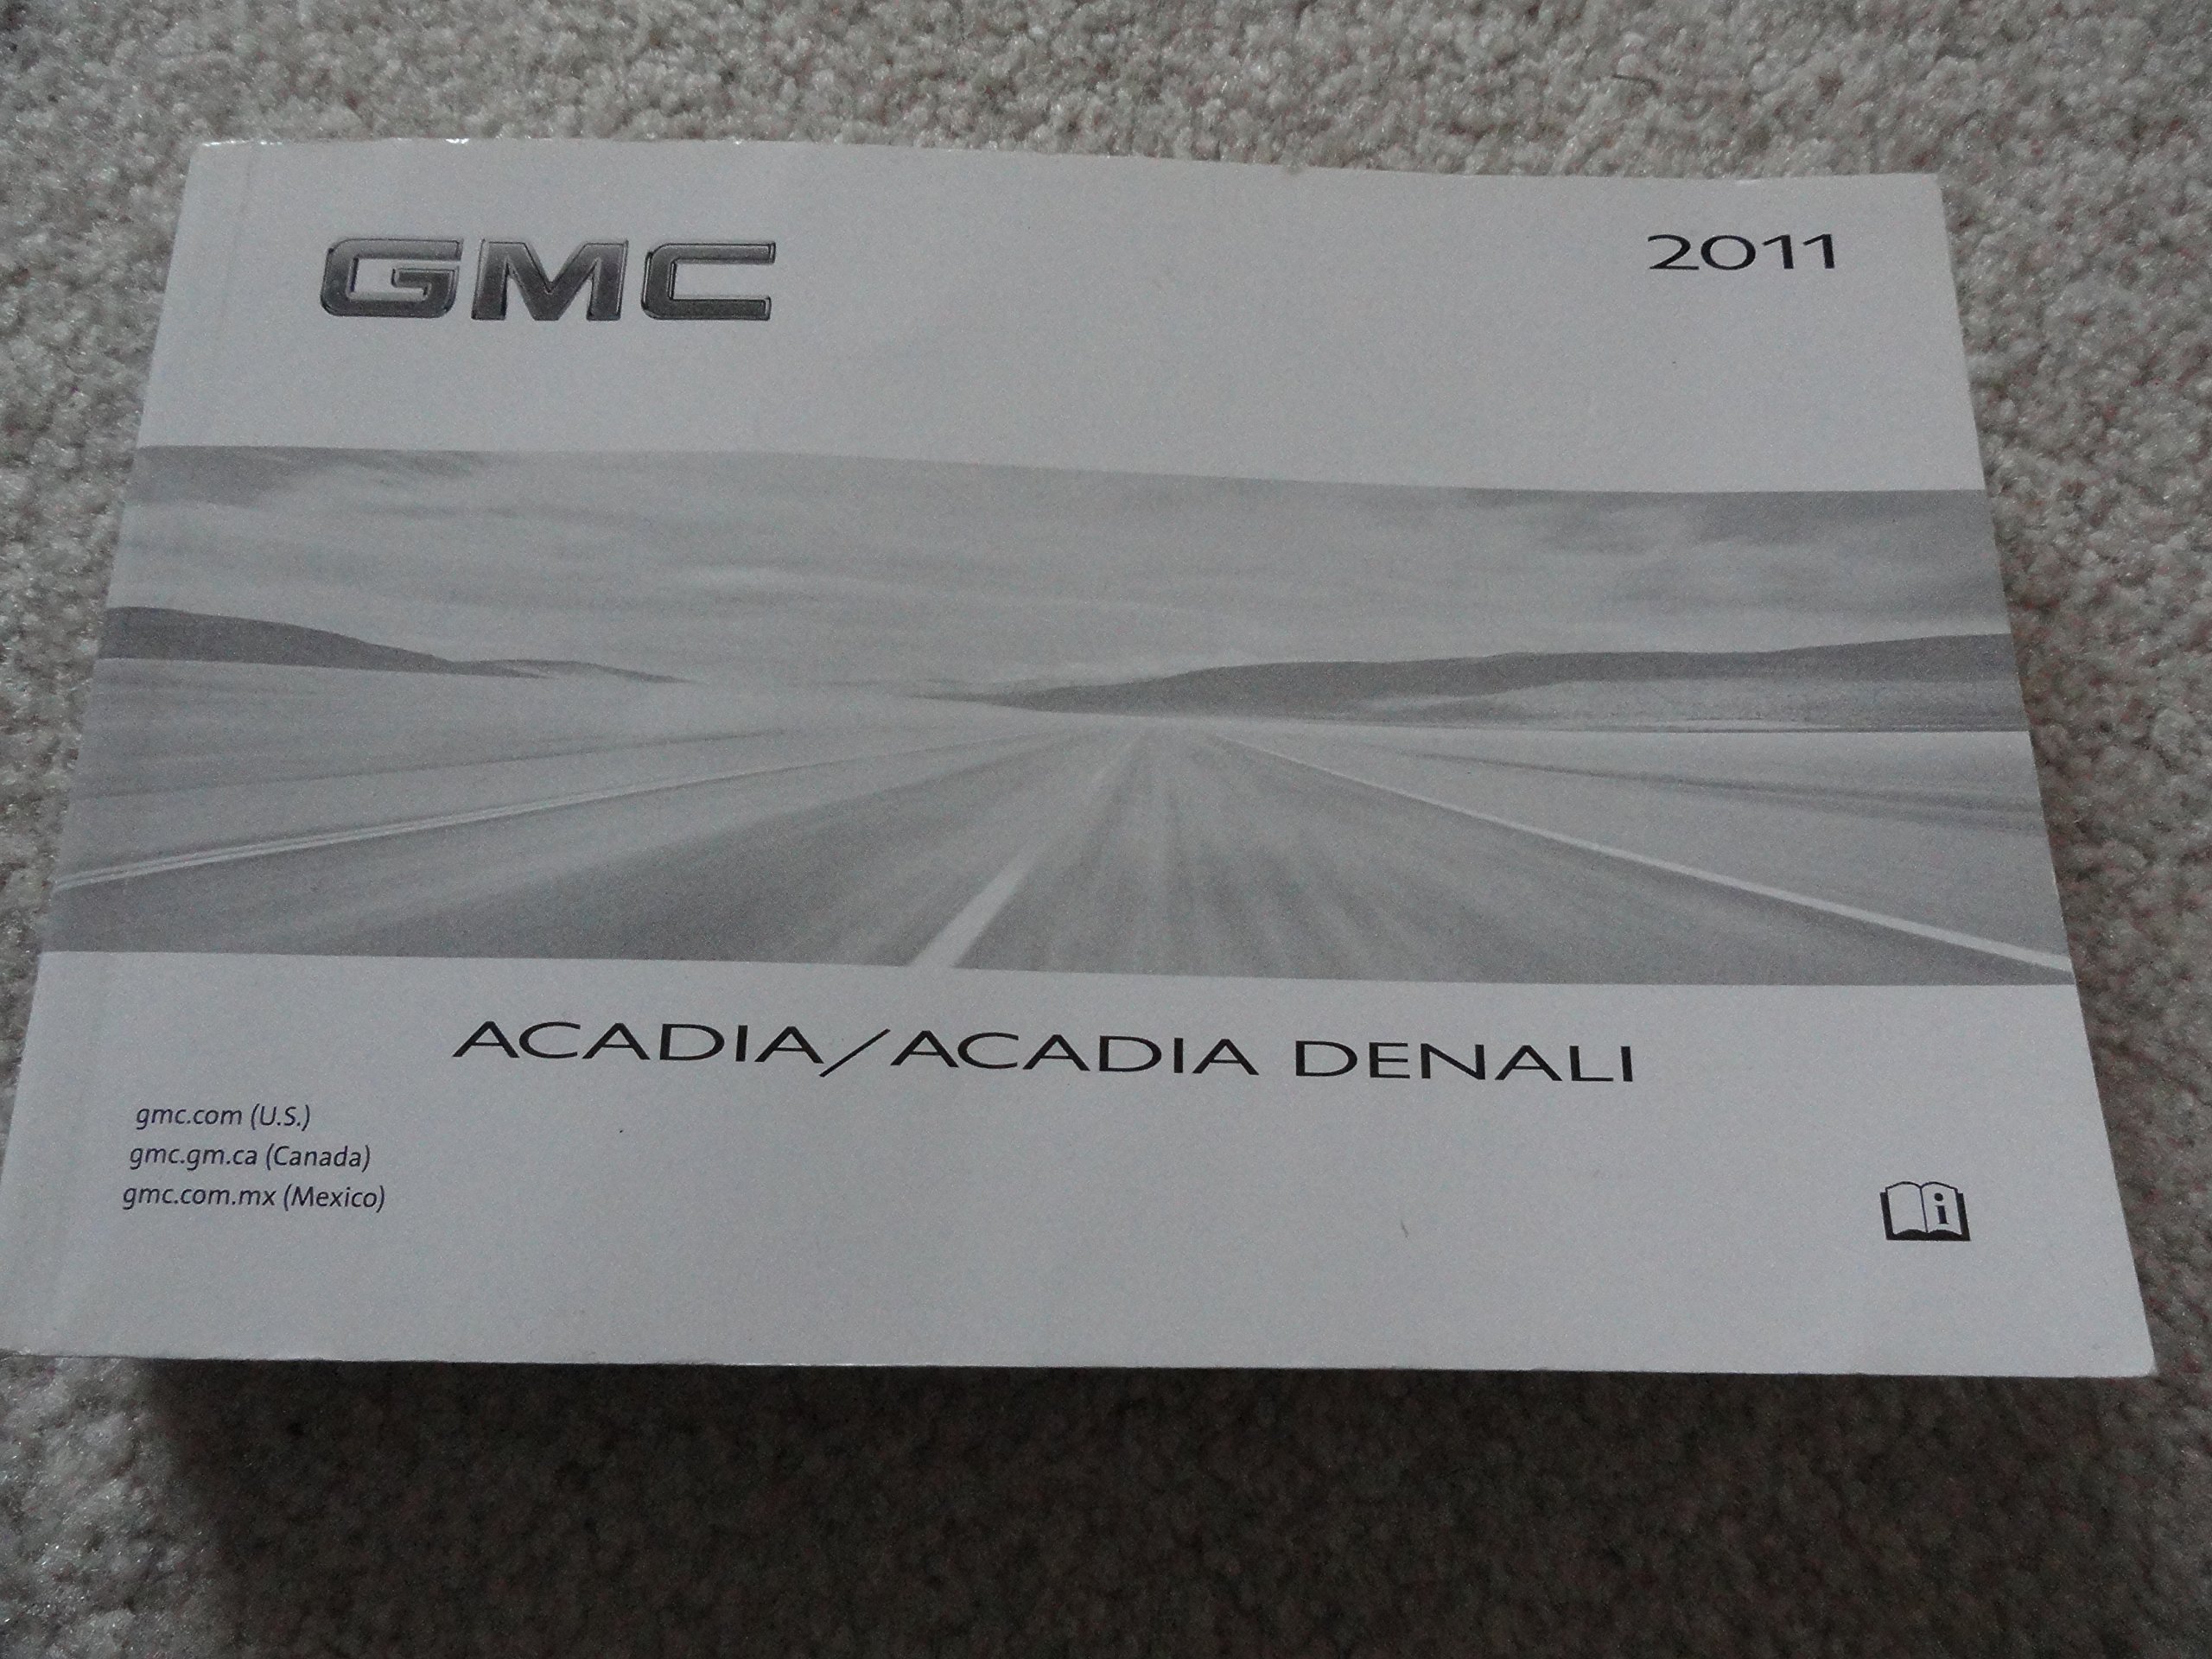 GMC
2011
ACADIA/ACADIA DENALI
gmc.com (U.S.)
gmc.gm.ca (Canada)
gmc.com.mx (Mexico)
i